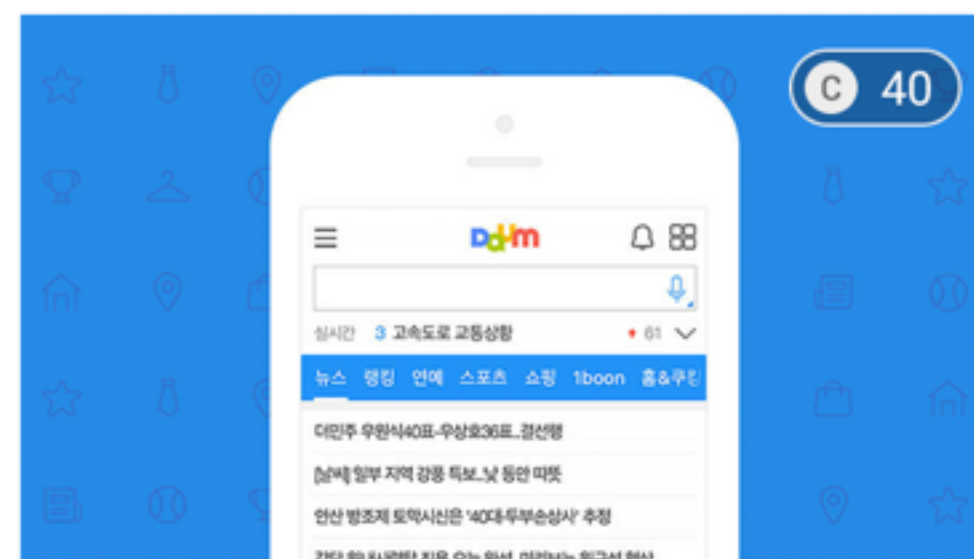 C 40
Daum
실시간 3 고속도로 교통상황 61
뉴스 랭킹 연예 스포츠 쇼핑 1boon 홈&쿠킹
더민주 우원식40표-우상호36표..결선행
[날씨] 일부 지역 강풍 특보..낮 동안 따뜻
안산 방조제 토막시신은 '40대·두부손상사' 추정